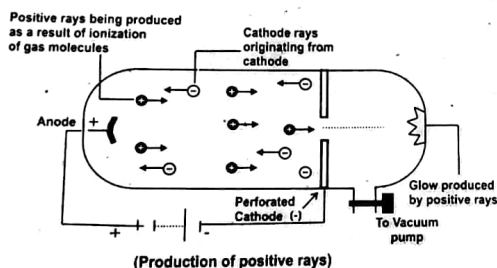 Positive rays being produced
as a result of ionization
of gas molecules
Cathode rays
originating from
cathode
Anode
+
Glow produced
by positive rays
Perforated
Cathode (-)
To Vacuum
pump
+
-
(Production of positive rays)